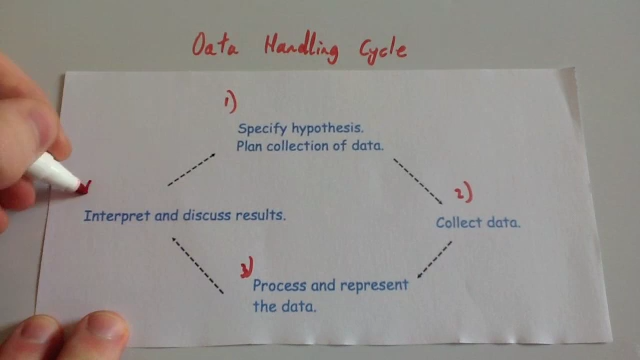 Data Handling Cycle
1)
Specify hypothesis.
Plan collection of data.
2)
Collect data.
3)
Process and represent
the data.
Interpret and discuss results.